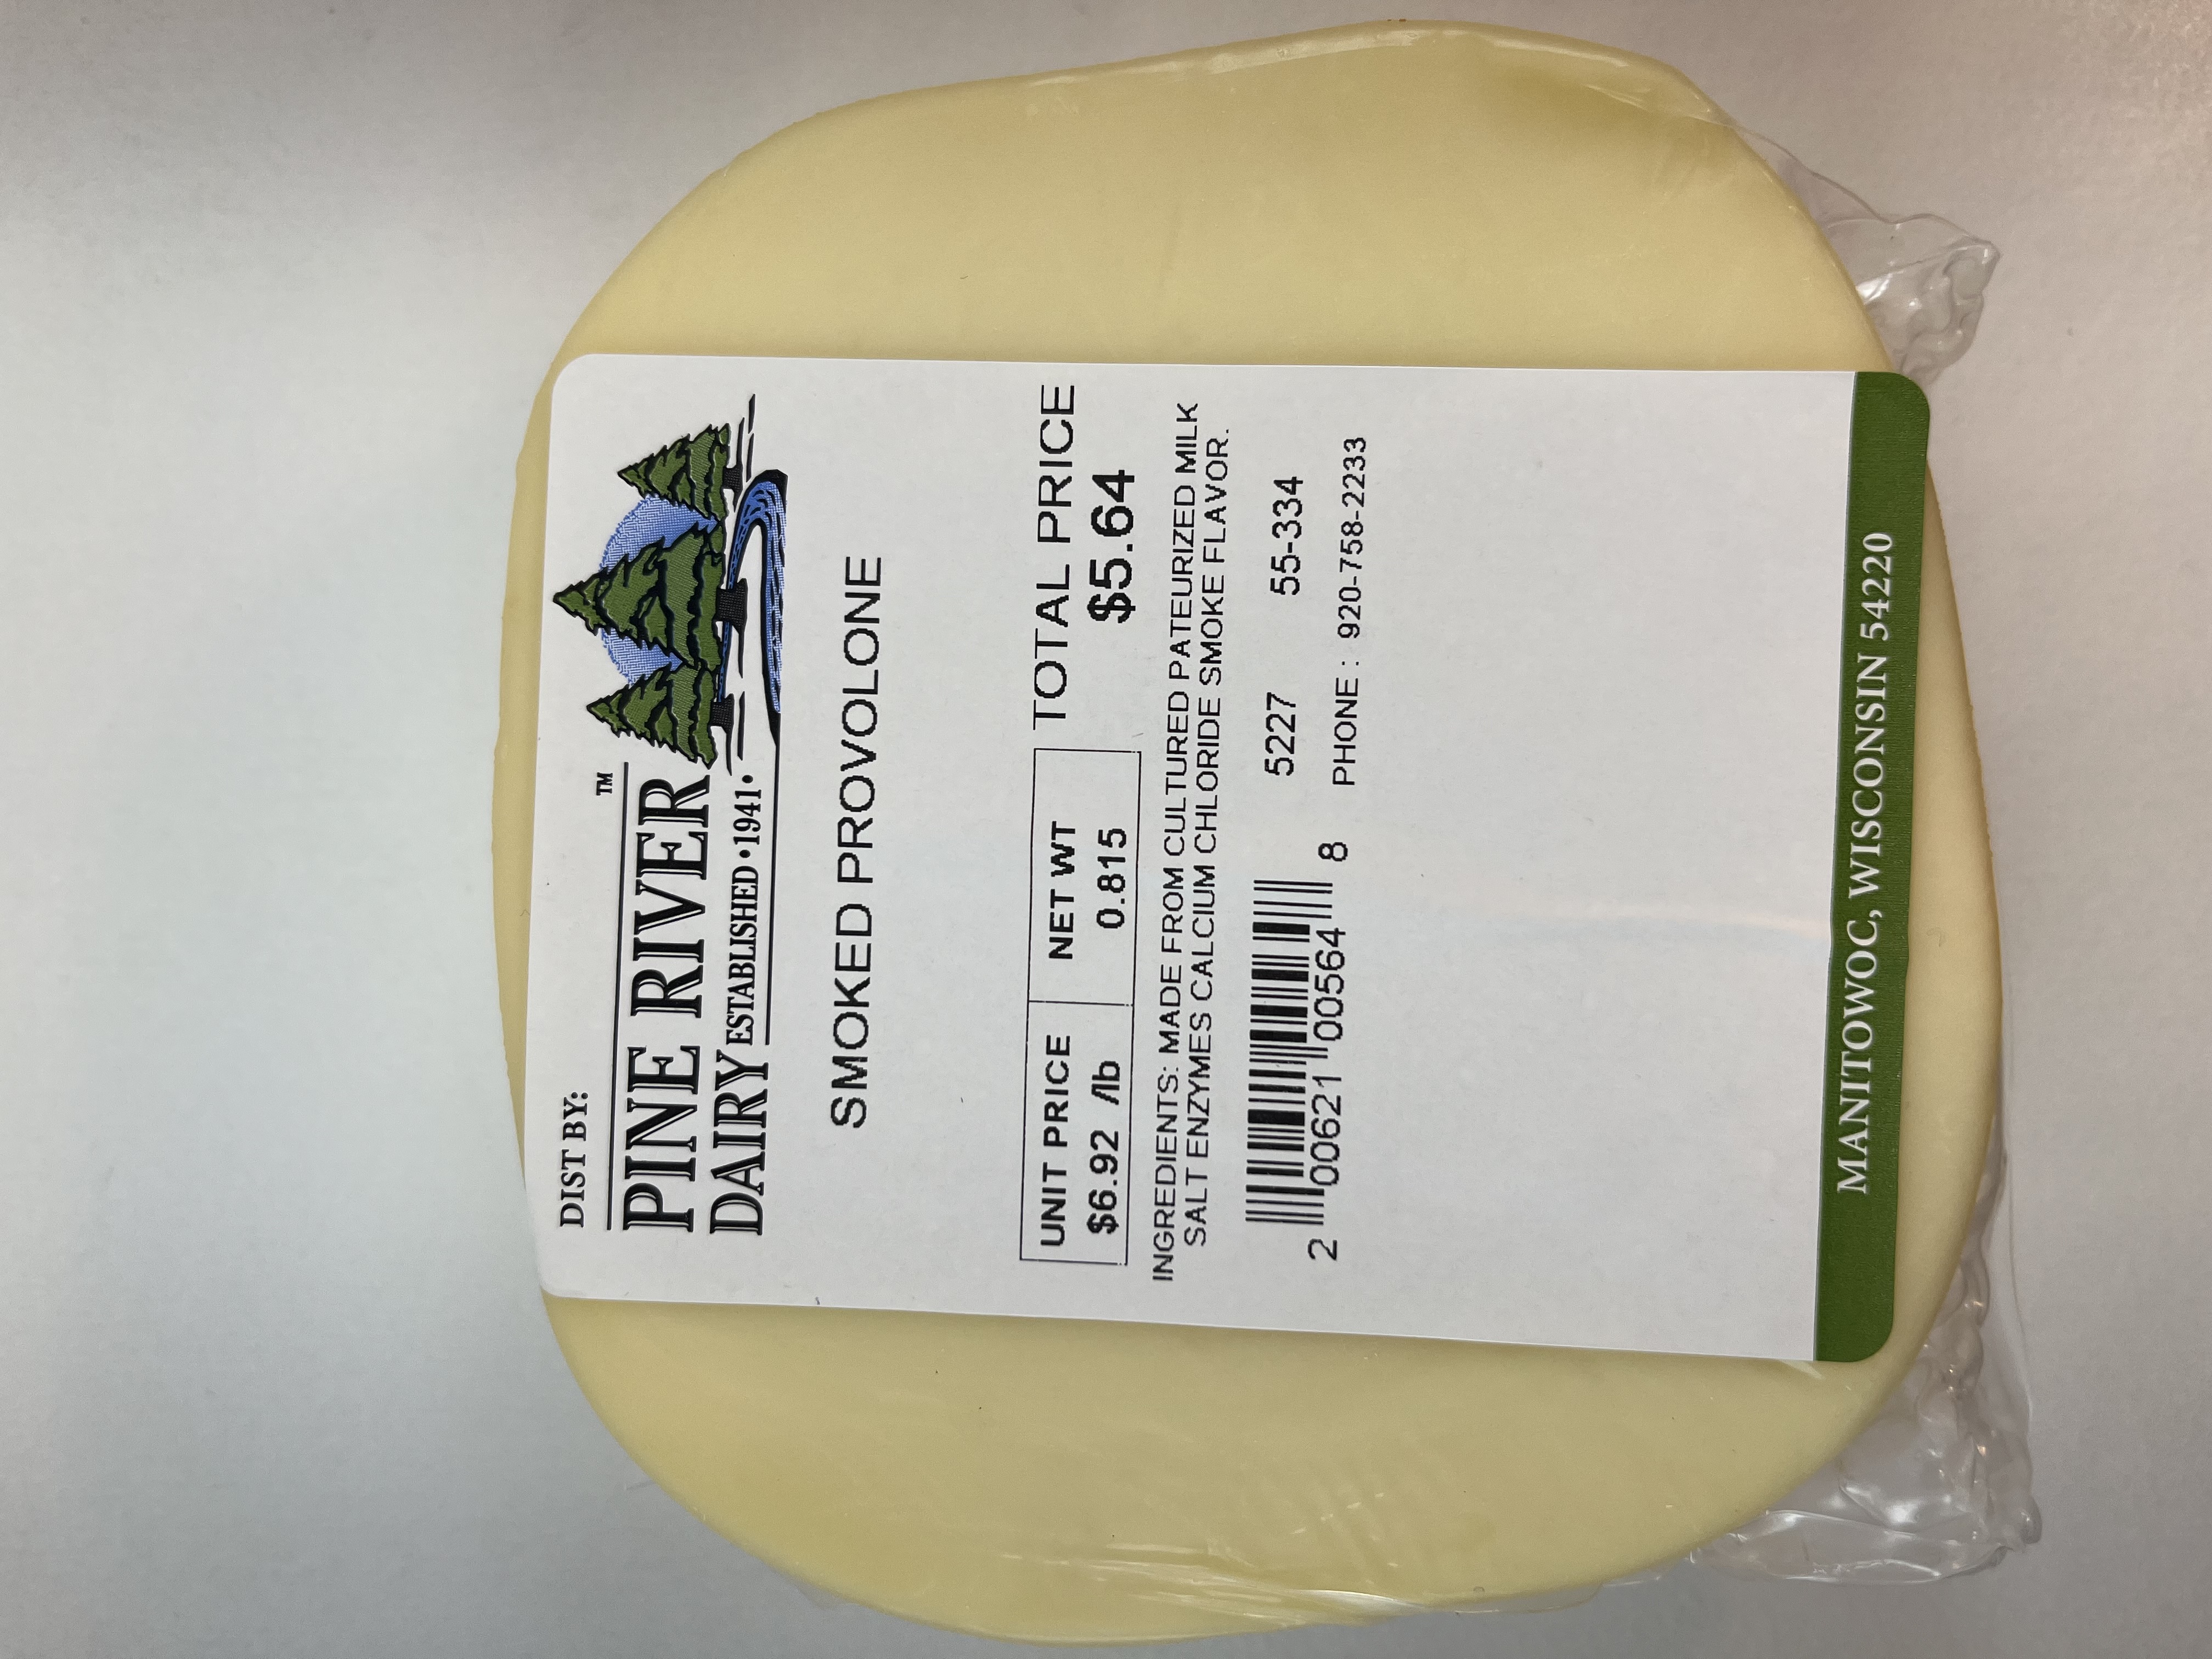 DIST BY:
PINE RIVER™
DAIRY ESTABLISHED•1941•
SMOKED PROVOLONE
UNIT PRICE NET WT TOTAL PRICE
$6.92 /lb 0.815 $5.64
INGREDIENTS: MADE FROM CULTURED PATEURIZED MILK
SALT ENZYMES CALCIUM CHLORIDE SMOKE FLAVOR.
5227 55-334
2 00621 00564 8
PHONE : 920-758-2233
MANITOWOC, WISCONSIN 54220